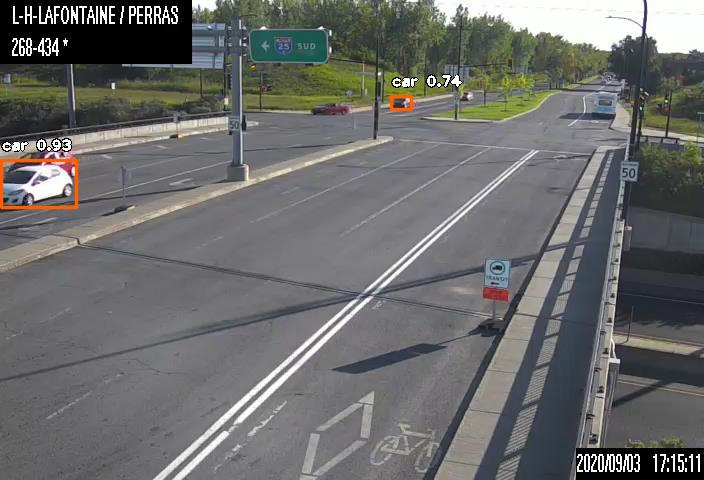 L-H-LAFONTAINE / PERRAS
268-434 *
25 SUD
car 0.74
car 0.93
50
50
TRANSIT
2020/09/03 17:15:11